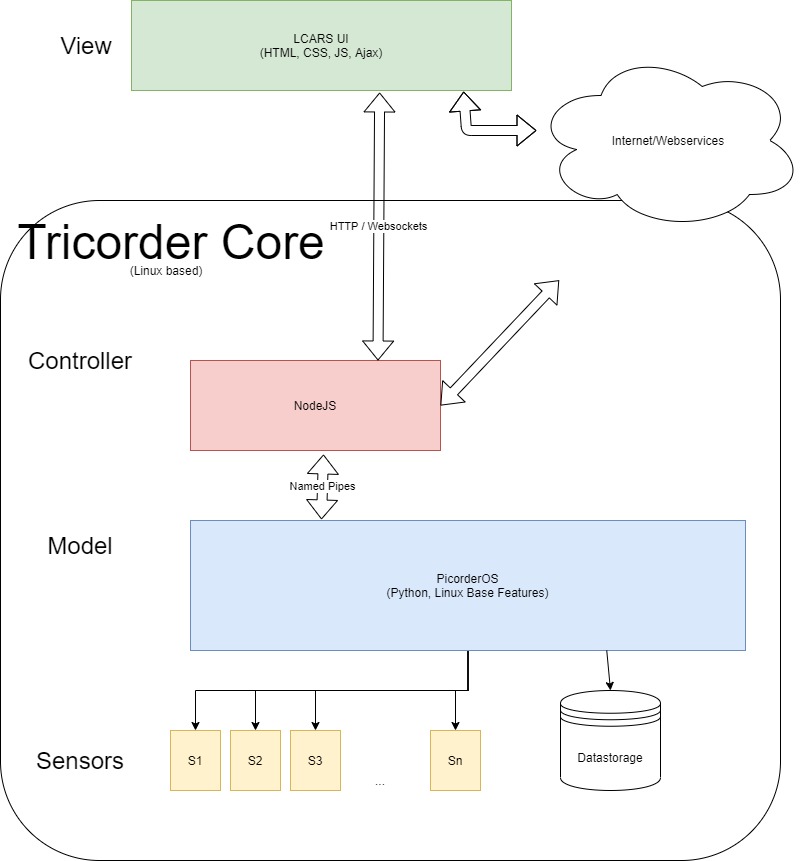 View
LCARS UI
(HTML, CSS, JS, Ajax)
Internet/Webservices
HTTP / Websockets
Tricorder Core
(Linux based)
Controller
NodeJS
Named Pipes
Model
PicorderOS
(Python, Linux Base Features)
Sensors
S1
S2
S3
...
Sn
Datastorage